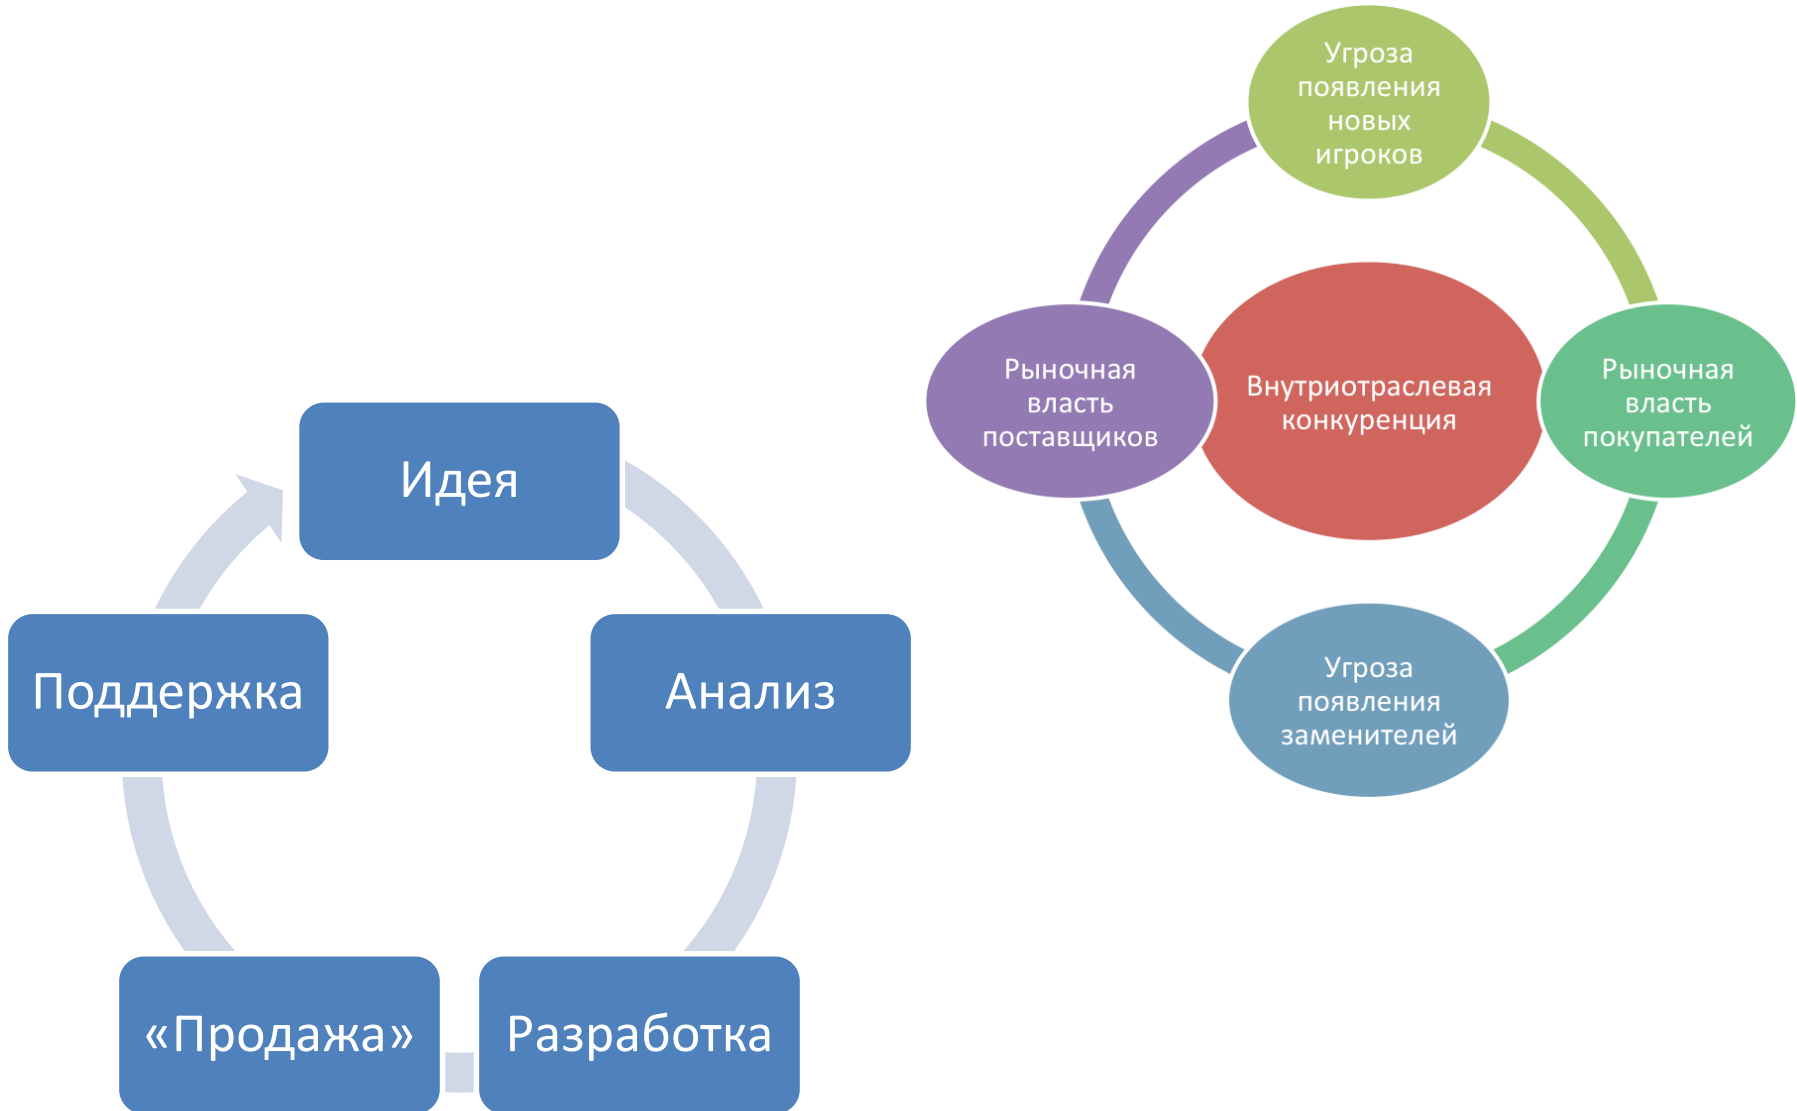 Идея
Анализ
Разработка
«Продажа»
Поддержка
Угроза
появления
новых
игроков
Рыночная
власть
поставщиков
Внутриотраслевая
конкуренция
Рыночная
власть
покупателей
Угроза
появления
заменителей